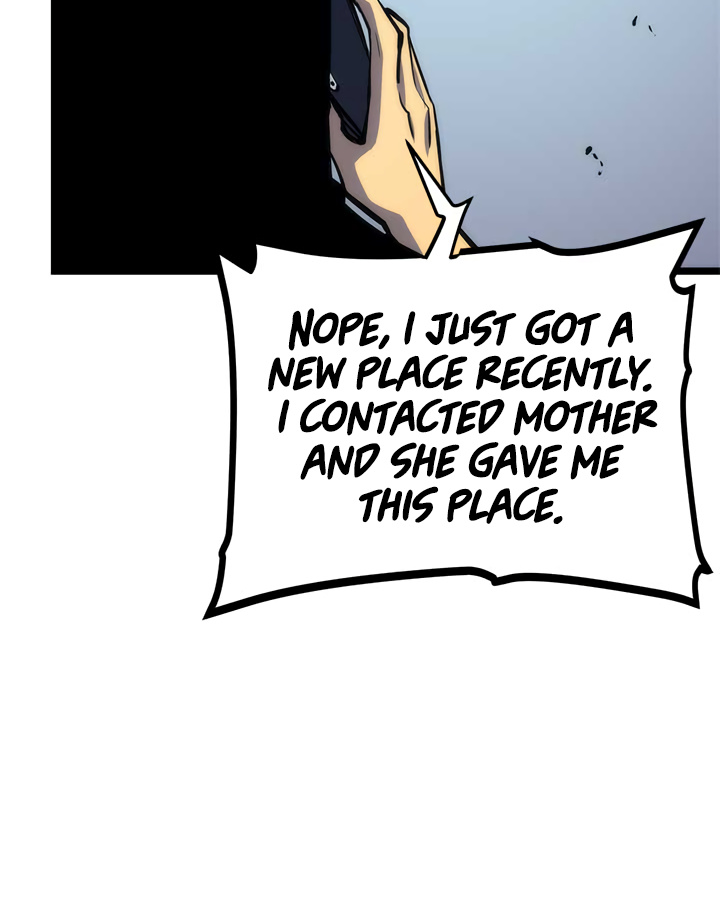 NOPE, I JUST GOT A
NEW PLACE RECENTLY.
I CONTACTED MOTHER
AND SHE GAVE ME
THIS PLACE.